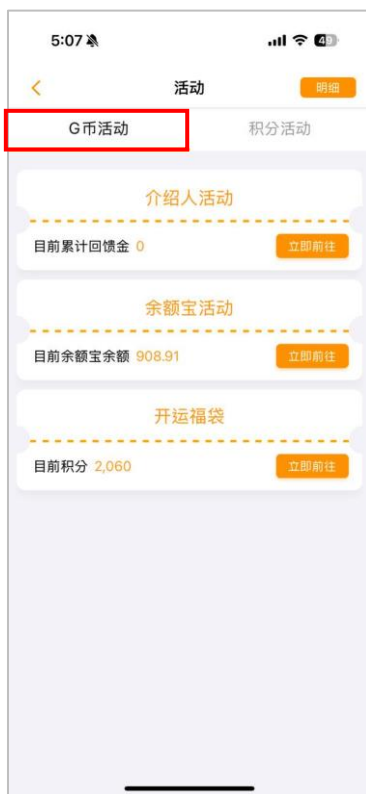 5:07
49
活动
明细
G币活动
积分活动
介绍人活动
目前累计回馈金 0
立即前往
余额宝活动
目前余额宝余额 908.91
立即前往
开运福袋
目前积分 2,060
立即前往